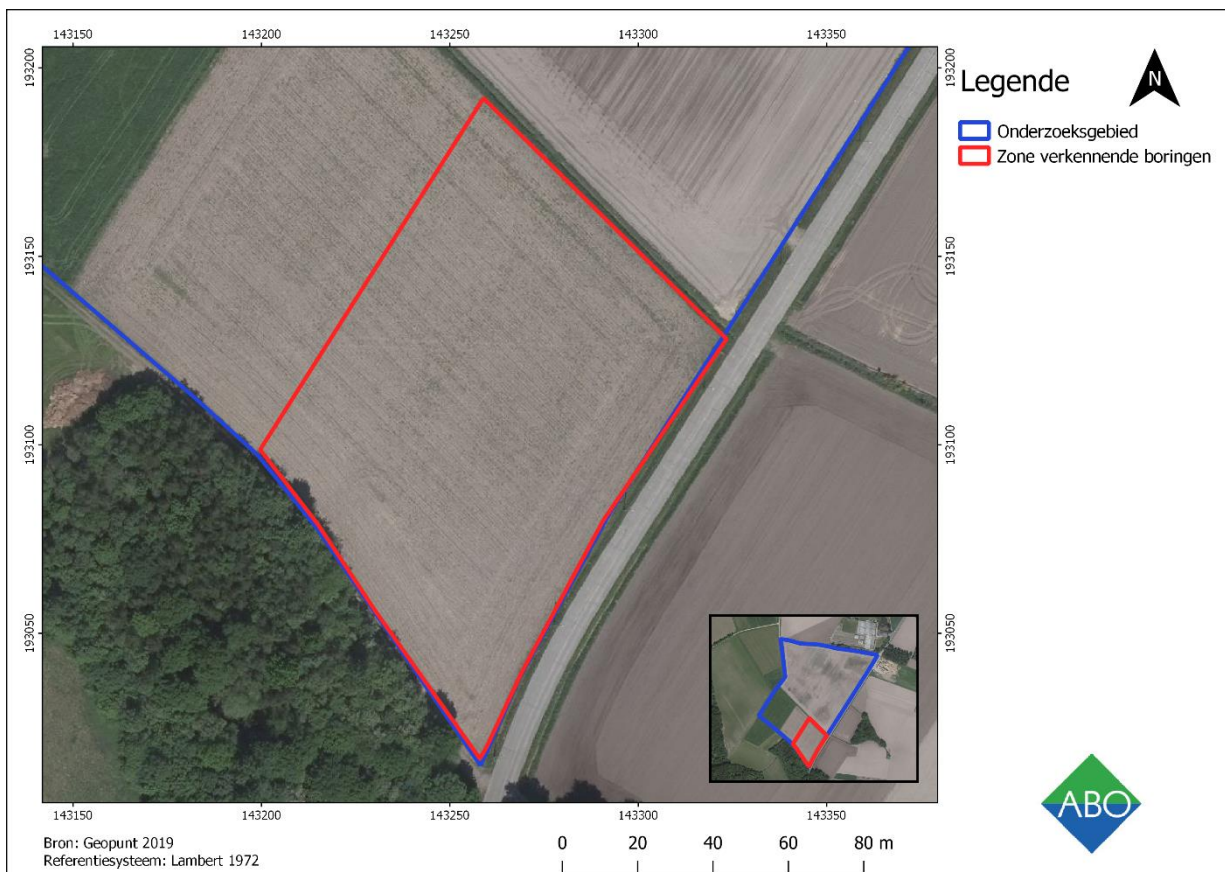 143150 143200 143250 143300 143350
193200 193200
193150 193150
193100 193100
193050 193050
143150 143200 143250 143300 143350
Legende
N
Onderzoeksgebied
Zone verkennende boringen
Bron: Geopunt 2019
Referentiesysteem: Lambert 1972
0 20 40 60 80 m
ABO